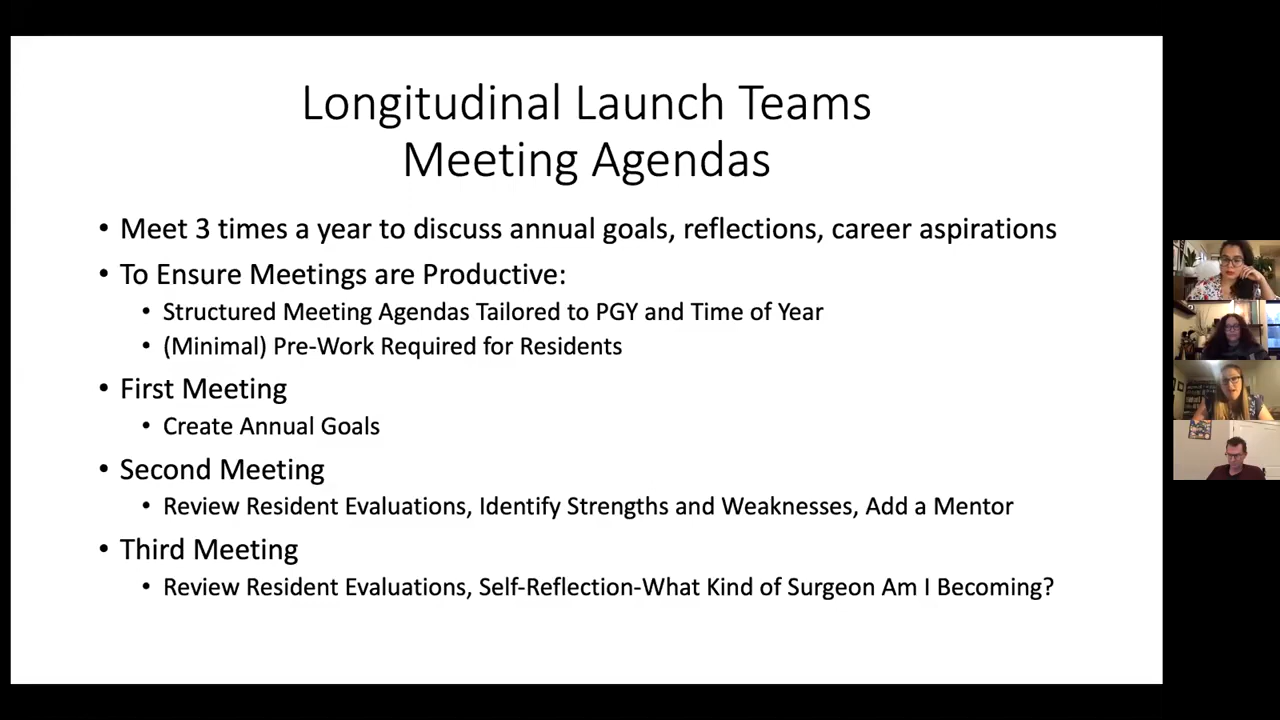 Longitudinal Launch Teams
Meeting Agendas
• Meet 3 times a year to discuss annual goals, reflections, career aspirations
• To Ensure Meetings are Productive:
• Structured Meeting Agendas Tailored to PGY and Time of Year
• (Minimal) Pre-Work Required for Residents
• First Meeting
• Create Annual Goals
• Second Meeting
• Review Resident Evaluations, Identify Strengths and Weaknesses, Add a Mentor
• Third Meeting
• Review Resident Evaluations, Self-Reflection-What Kind of Surgeon Am I Becoming?